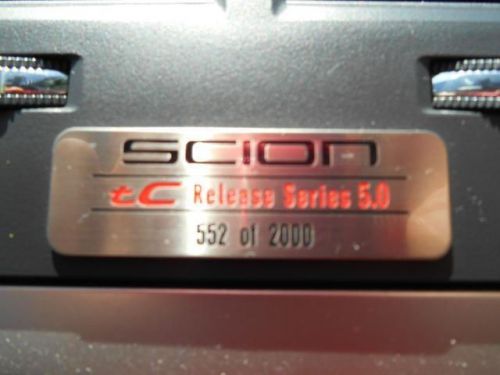 SCION
tC Release Series 5.0
552 of 2000